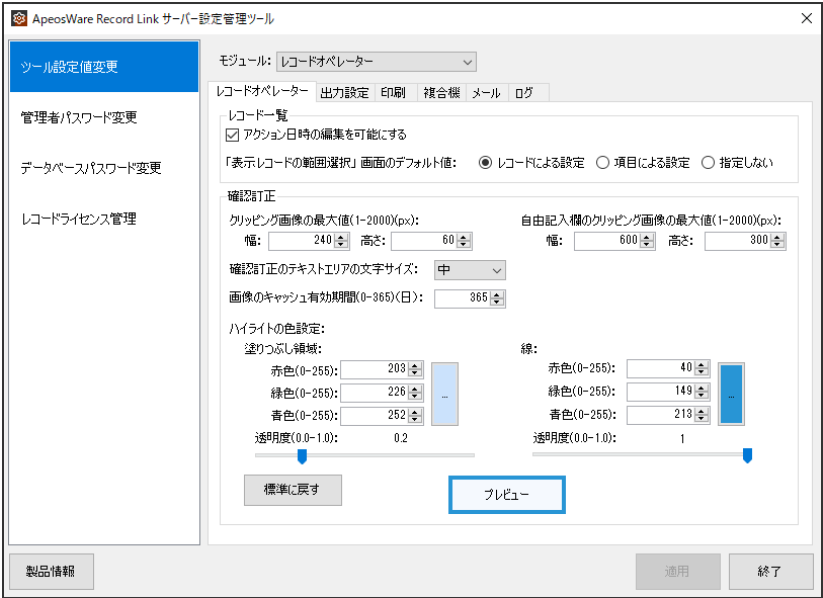 ApeosWare Record Link サーバー設定管理ツール
ツール設定値変更
管理者パスワード変更
データベースパスワード変更
レコードライセンス管理
モジュール: レコードオペレーター
レコードオペレーター 出力設定 印刷 複合機 メール ログ
レコード一覧
アクション日時の編集を可能にする
「表示レコードの範囲選択」画面のデフォルト値: レコードによる設定 項目による設定 指定しない
確認訂正
クリッピング画像の最大値(1-2000)(px): 自由記入欄のクリッピング画像の最大値(1-2000)(px):
幅: 240 高さ: 60 幅: 600 高さ: 300
確認訂正のテキストエリアの文字サイズ: 中
画像のキャッシュ有効期間(0-365)(日): 365
ハイライトの色設定:
塗りつぶし領域: 線:
赤色(0-255): 203 赤色(0-255): 40
緑色(0-255): 226 ... 緑色(0-255): 149 ...
青色(0-255): 252 青色(0-255): 213
透明度(0.0-1.0): 0.2 透明度(0.0-1.0): 1
標準に戻す プレビュー
製品情報 適用 終了